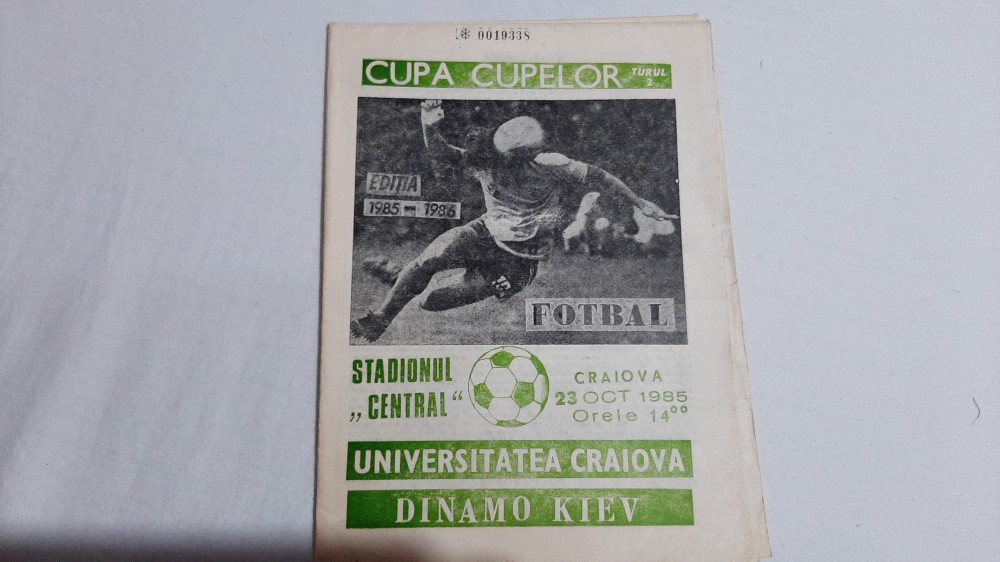 0019338
CUPA CUPELOR TURUL 2
EDIȚIA
1985 - 1986
FOTBAL
STADIONUL
„CENTRAL“
CRAIOVA
23 OCT 1985
Orele 14⁰⁰
UNIVERSITATEA CRAIOVA
DINAMO KIEV